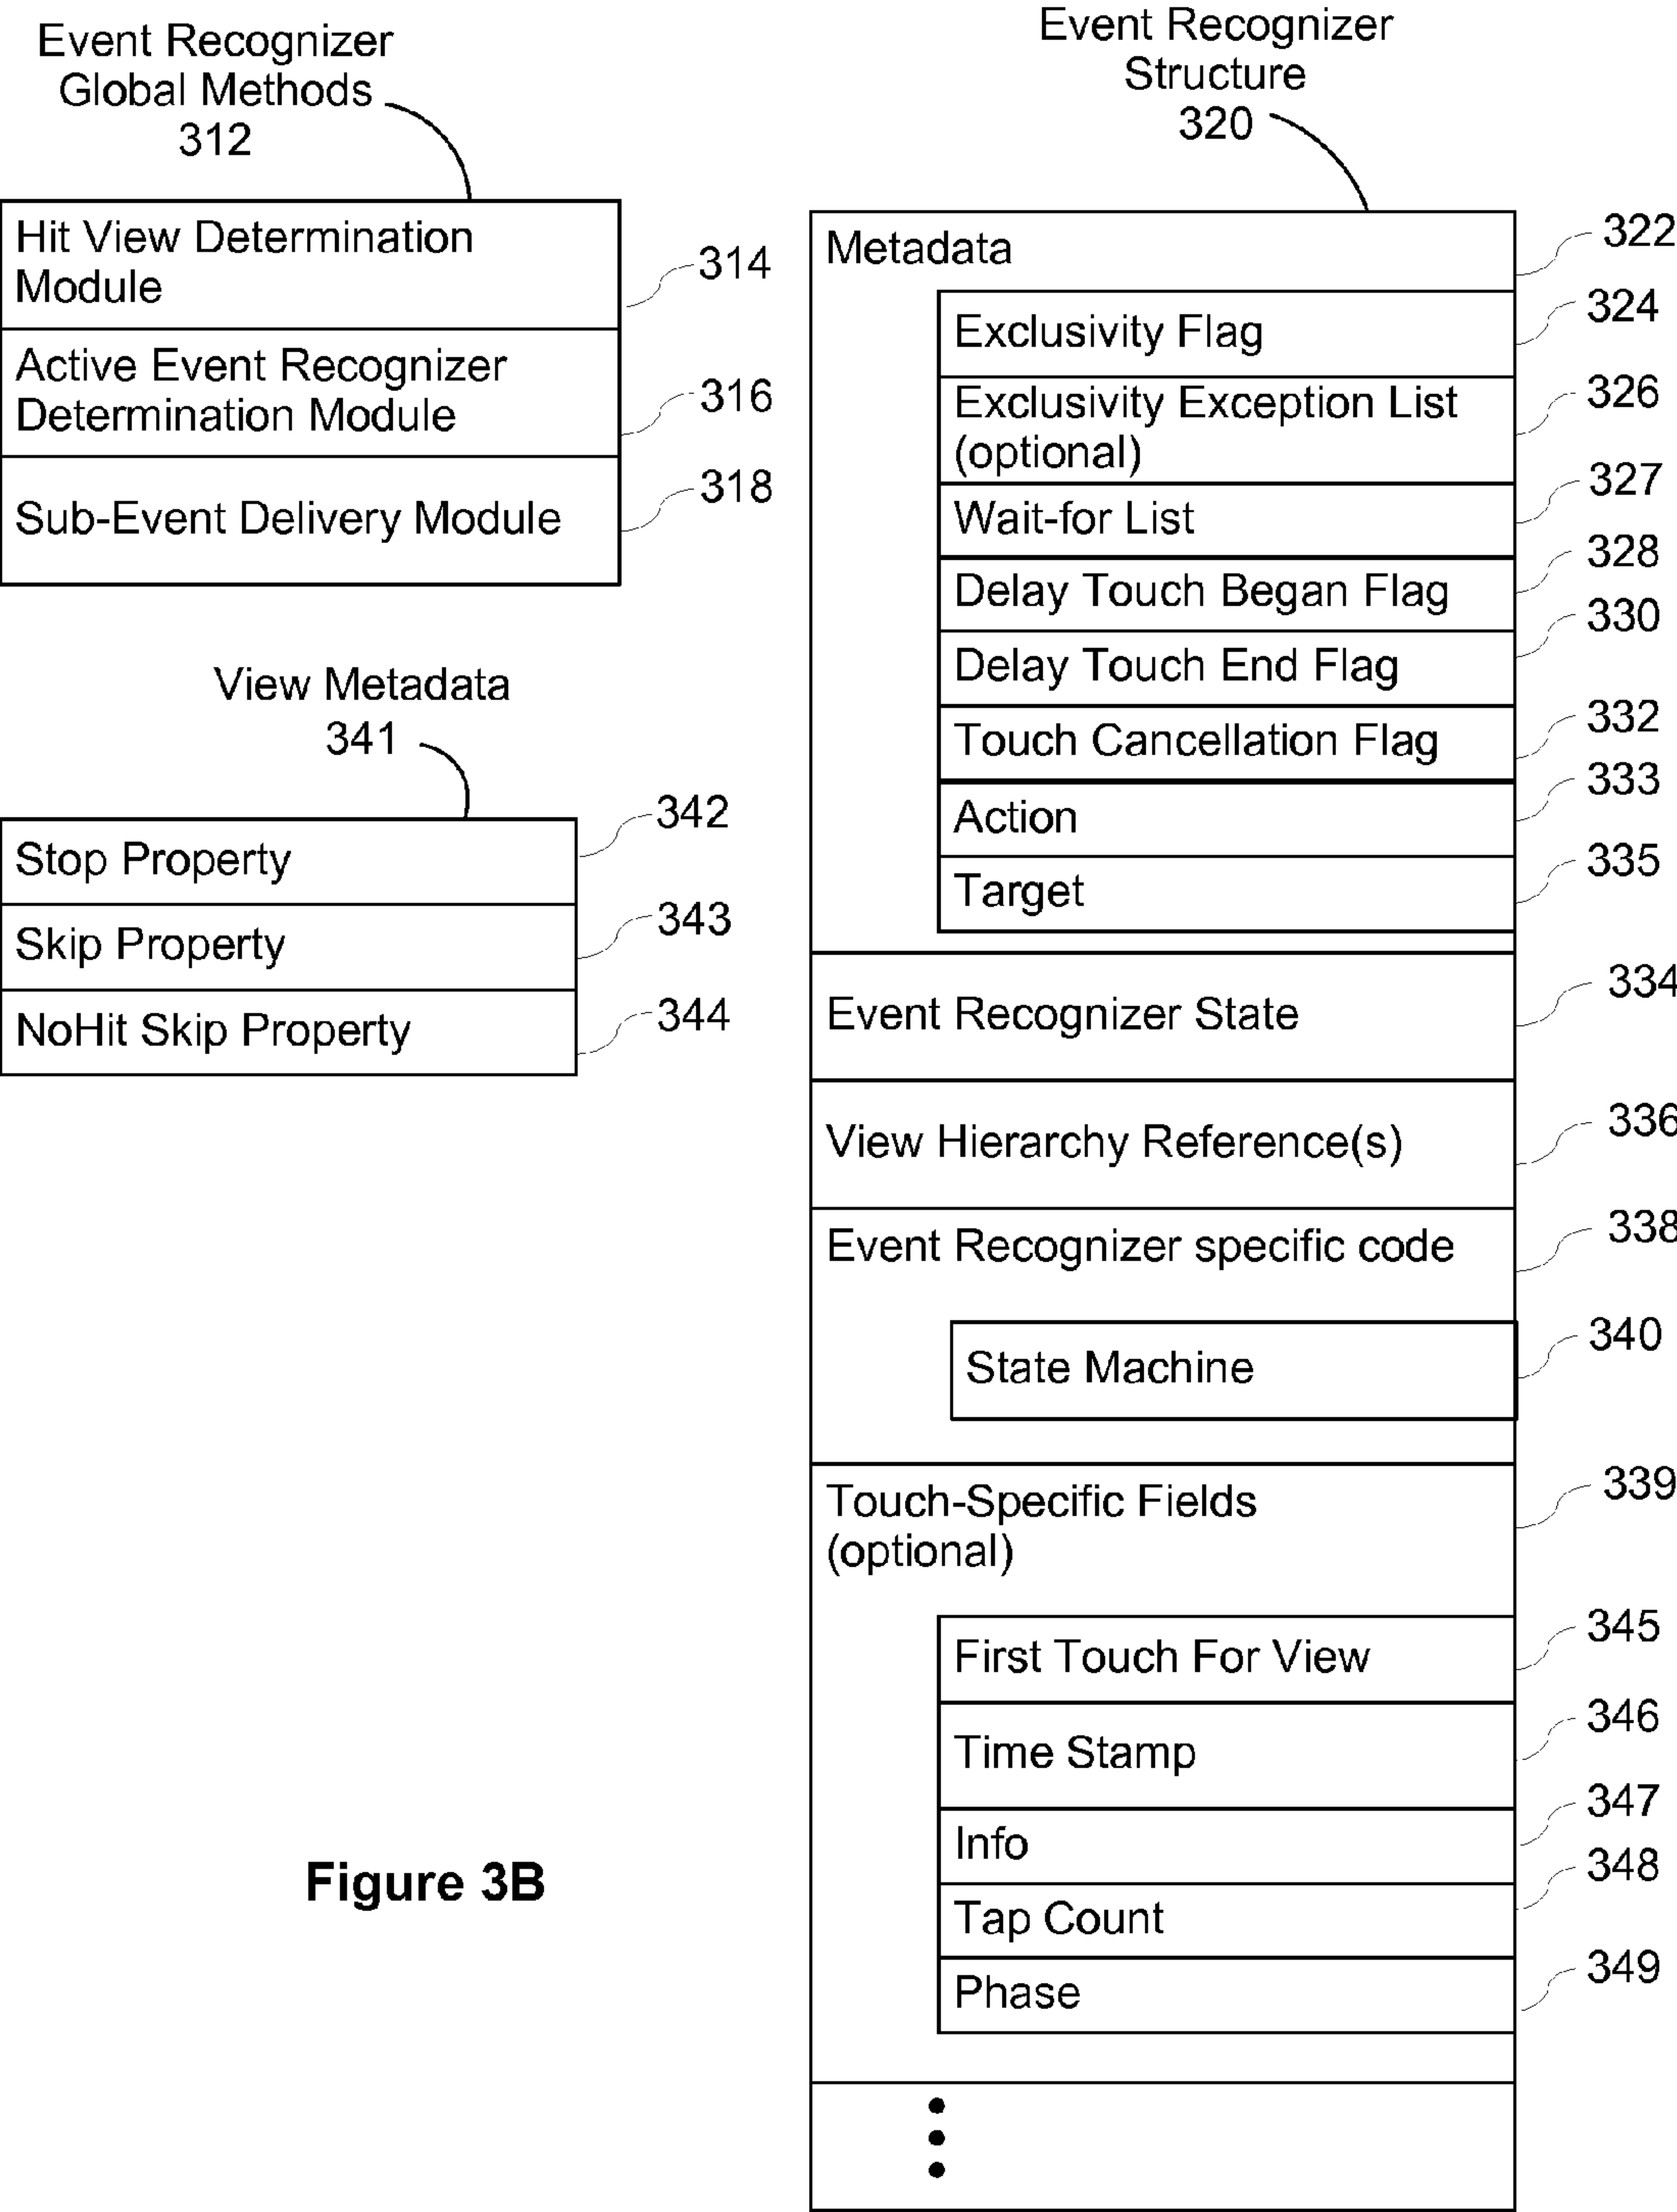 Event Recognizer
Global Methods
312
Hit View Determination
Module
314
Active Event Recognizer
Determination Module
316
Sub-Event Delivery Module
318
View Metadata
341
Stop Property
342
Skip Property
343
NoHit Skip Property
344
Event Recognizer
Structure
320
Metadata
322
Exclusivity Flag
324
Exclusivity Exception List
(optional)
326
Wait-for List
327
Delay Touch Began Flag
328
Delay Touch End Flag
330
Touch Cancellation Flag
332
Action
333
Target
335
Event Recognizer State
334
View Hierarchy Reference(s)
336
Event Recognizer specific code
338
State Machine
340
Touch-Specific Fields
(optional)
339
First Touch For View
345
Time Stamp
346
Info
347
Tap Count
348
Phase
349
Figure 3B